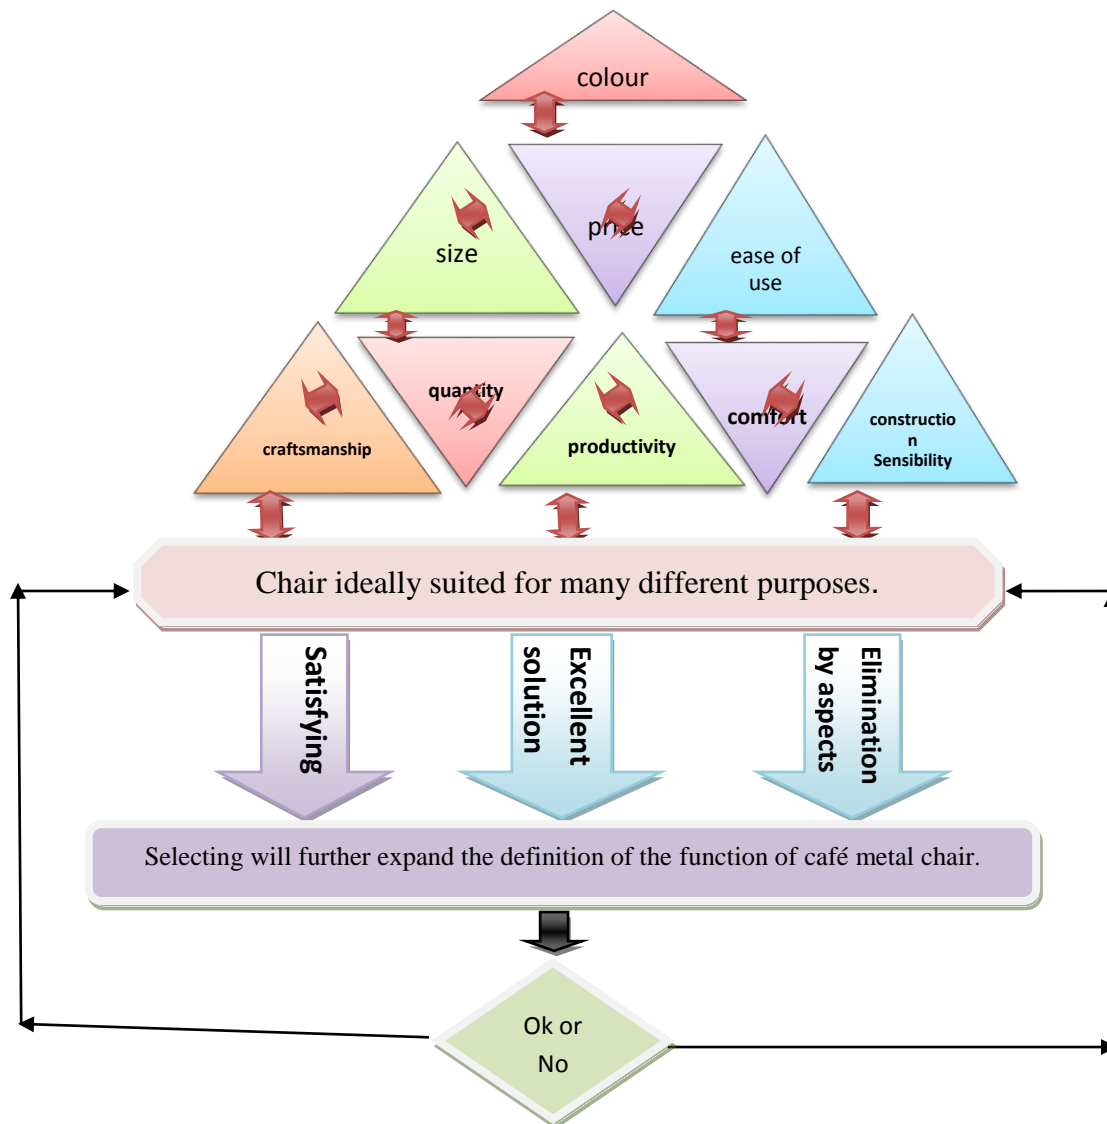 colour
size
price
ease of
use
craftsmanship
quantity
productivity
comfort
constructio
n
Sensibility
Chair ideally suited for many different purposes.
Satisfying
Excellent
solution
Elimination
by aspects
Selecting will further expand the definition of the function of café metal chair.
Ok or
No